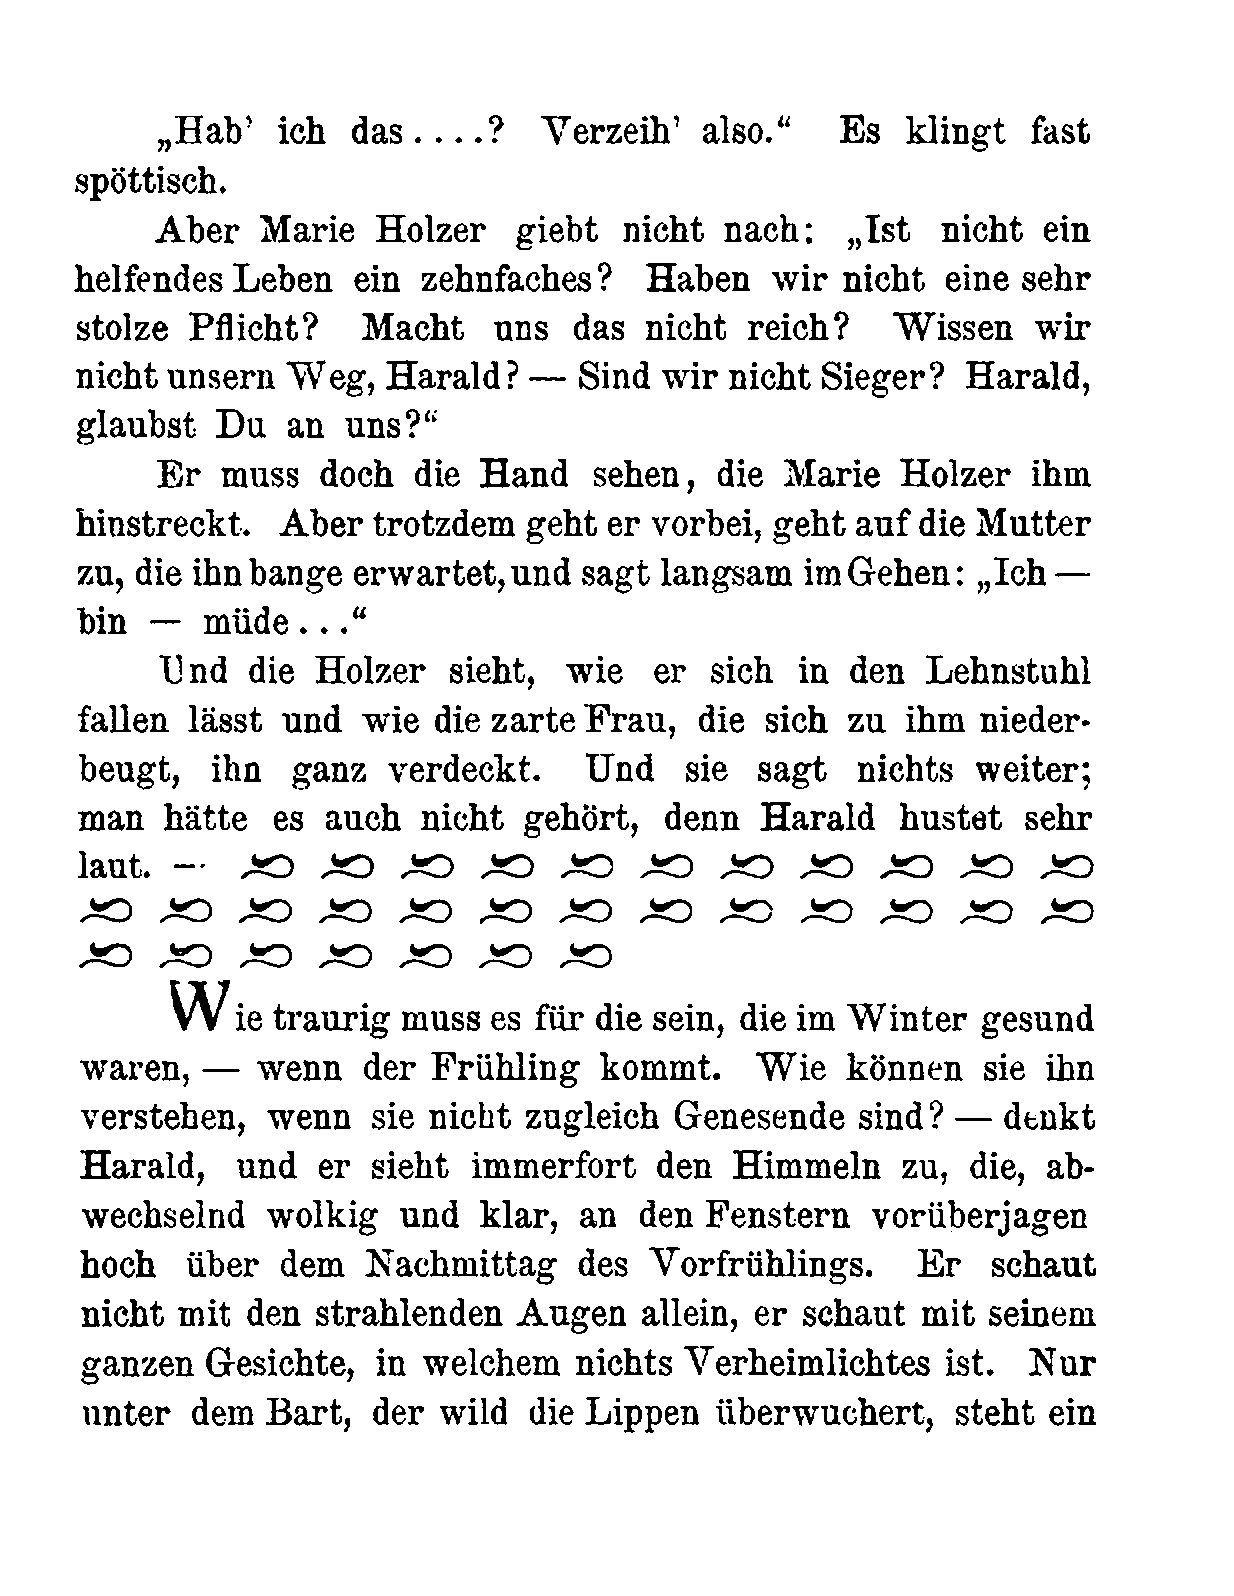 „Hab' ich das....? Verzeih' also.“ Es klingt fast
spöttisch.
Aber Marie Holzer giebt nicht nach: „Ist nicht ein
helfendes Leben ein zehnfaches? Haben wir nicht eine sehr
stolze Pflicht? Macht uns das nicht reich? Wissen wir
nicht unsern Weg, Harald? — Sind wir nicht Sieger? Harald,
glaubst Du an uns?“
Er muss doch die Hand sehen, die Marie Holzer ihm
hinstreckt. Aber trotzdem geht er vorbei, geht auf die Mutter
zu, die ihn bange erwartet, und sagt langsam im Gehen: „Ich —
bin — müde...“
Und die Holzer sieht, wie er sich in den Lehnstuhl
fallen lässt und wie die zarte Frau, die sich zu ihm nieder-
beugt, ihn ganz verdeckt. Und sie sagt nichts weiter;
man hätte es auch nicht gehört, denn Harald hustet sehr
laut. —
Wie traurig muss es für die sein, die im Winter gesund
waren, — wenn der Frühling kommt. Wie können sie ihn
verstehen, wenn sie nicht zugleich Genesende sind? — denkt
Harald, und er sieht immerfort den Himmeln zu, die, ab-
wechselnd wolkig und klar, an den Fenstern vorüberjagen
hoch über dem Nachmittag des Vorfrühlings. Er schaut
nicht mit den strahlenden Augen allein, er schaut mit seinem
ganzen Gesichte, in welchem nichts Verheimlichtes ist. Nur
unter dem Bart, der wild die Lippen überwuchert, steht ein